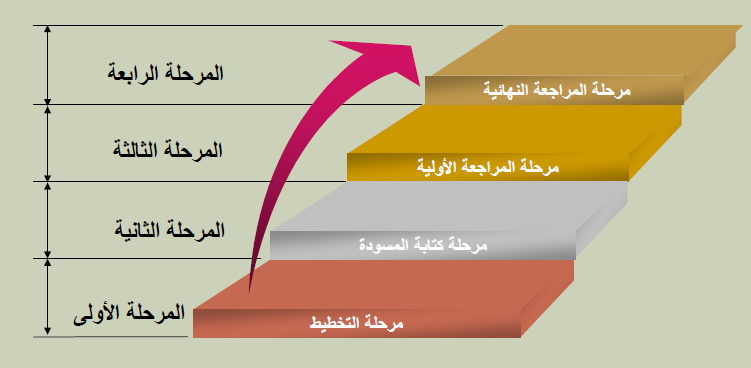 المرحلة الرابعة
مرحلة المراجعة النهائية
المرحلة الثالثة
مرحلة المراجعة الأولية
المرحلة الثانية
مرحلة كتابة المسودة
المرحلة الأولى
مرحلة التخطيط